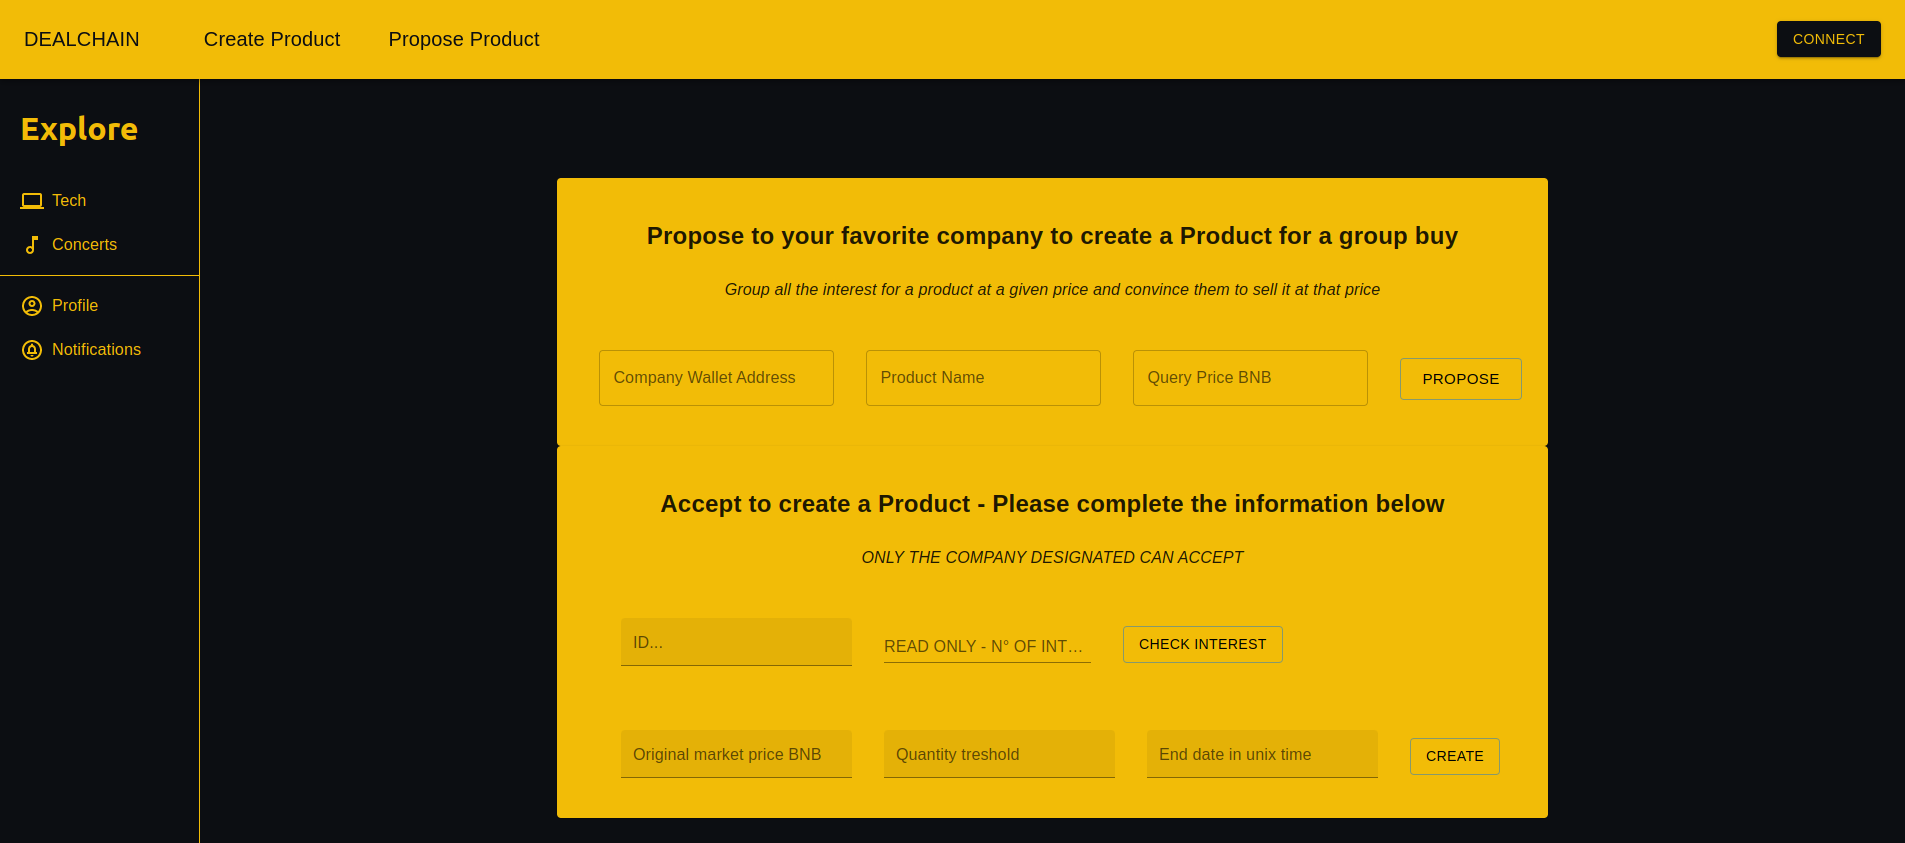 DEALCHAIN Create Product Propose Product CONNECT
Explore
Tech
Concerts
Profile
Notifications
Propose to your favorite company to create a Product for a group buy
Group all the interest for a product at a given price and convince them to sell it at that price
Company Wallet Address Product Name Query Price BNB PROPOSE
Accept to create a Product - Please complete the information below
ONLY THE COMPANY DESIGNATED CAN ACCEPT
ID... READ ONLY - N° OF INT... CHECK INTEREST
Original market price BNB Quantity treshold End date in unix time CREATE